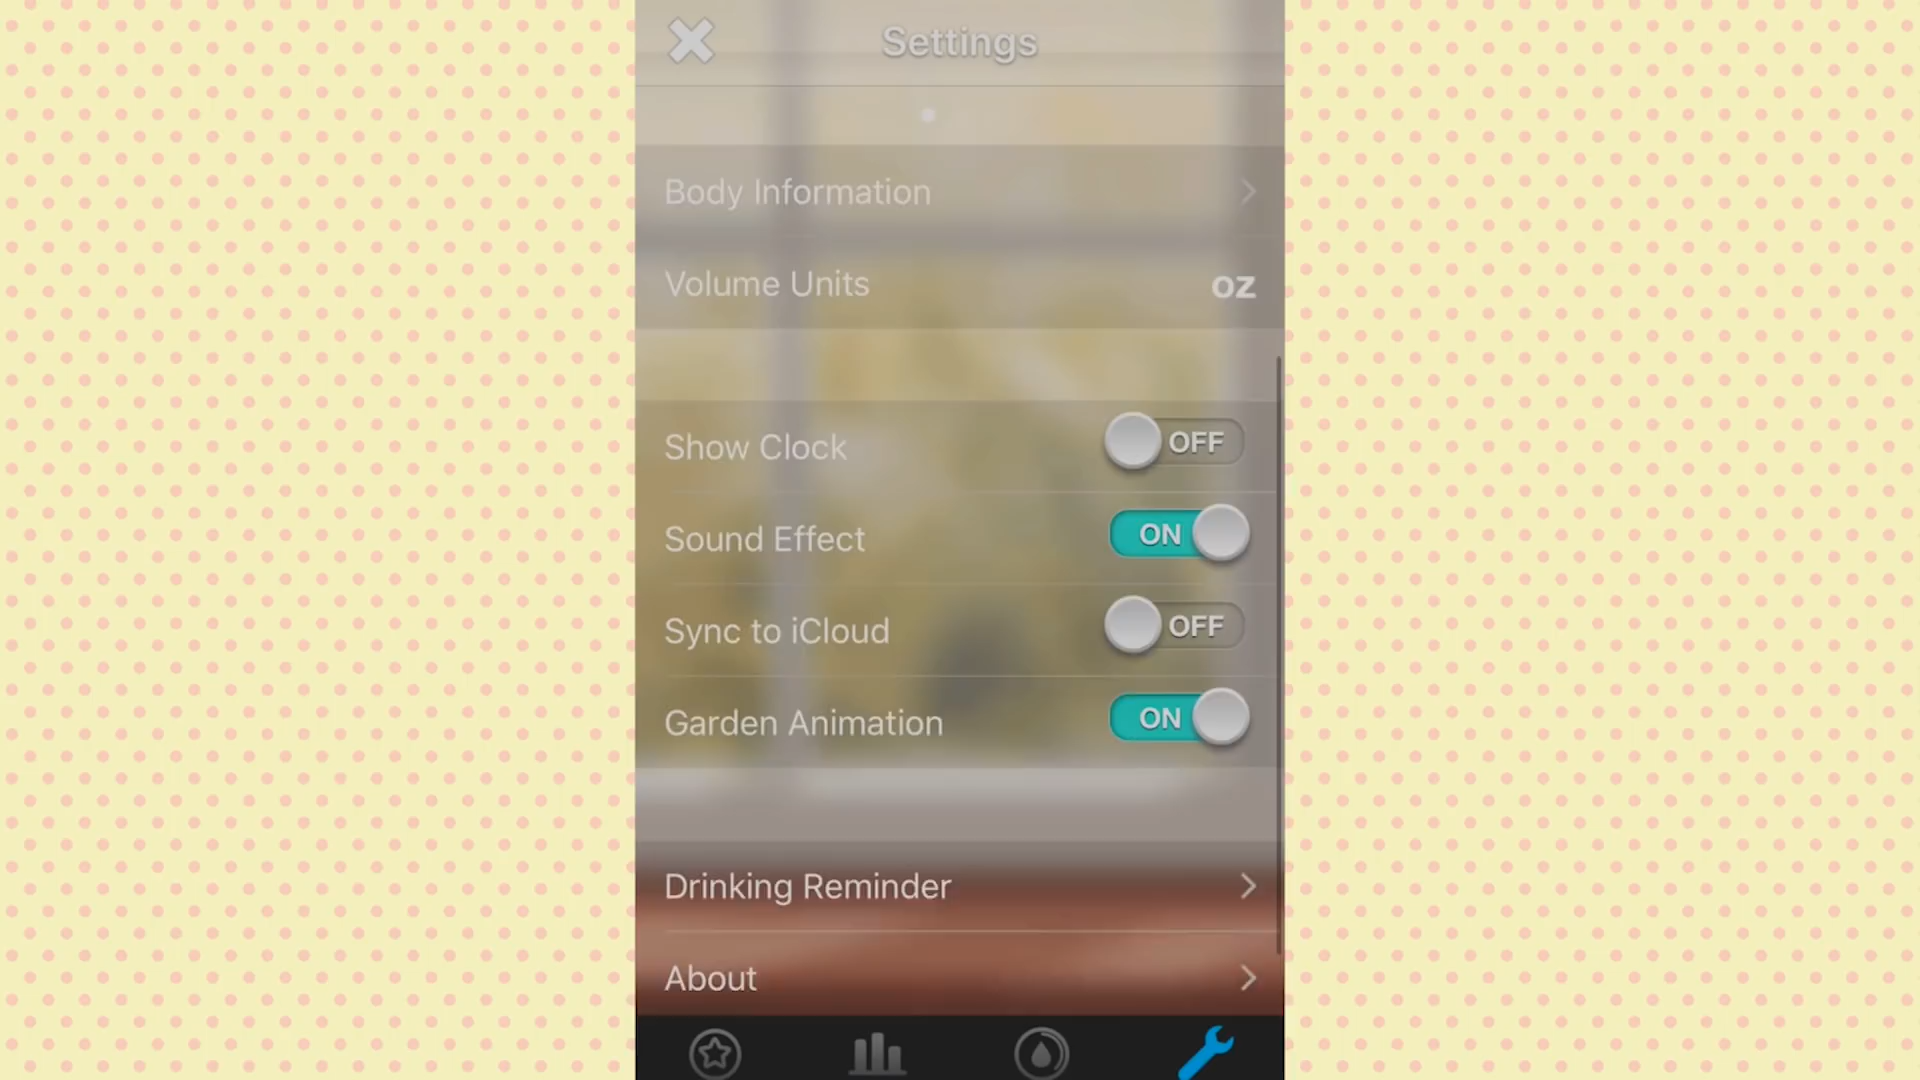 Settings
Body Information
Volume Units oz
Show Clock OFF
Sound Effect ON
Sync to iCloud OFF
Garden Animation ON
Drinking Reminder
About